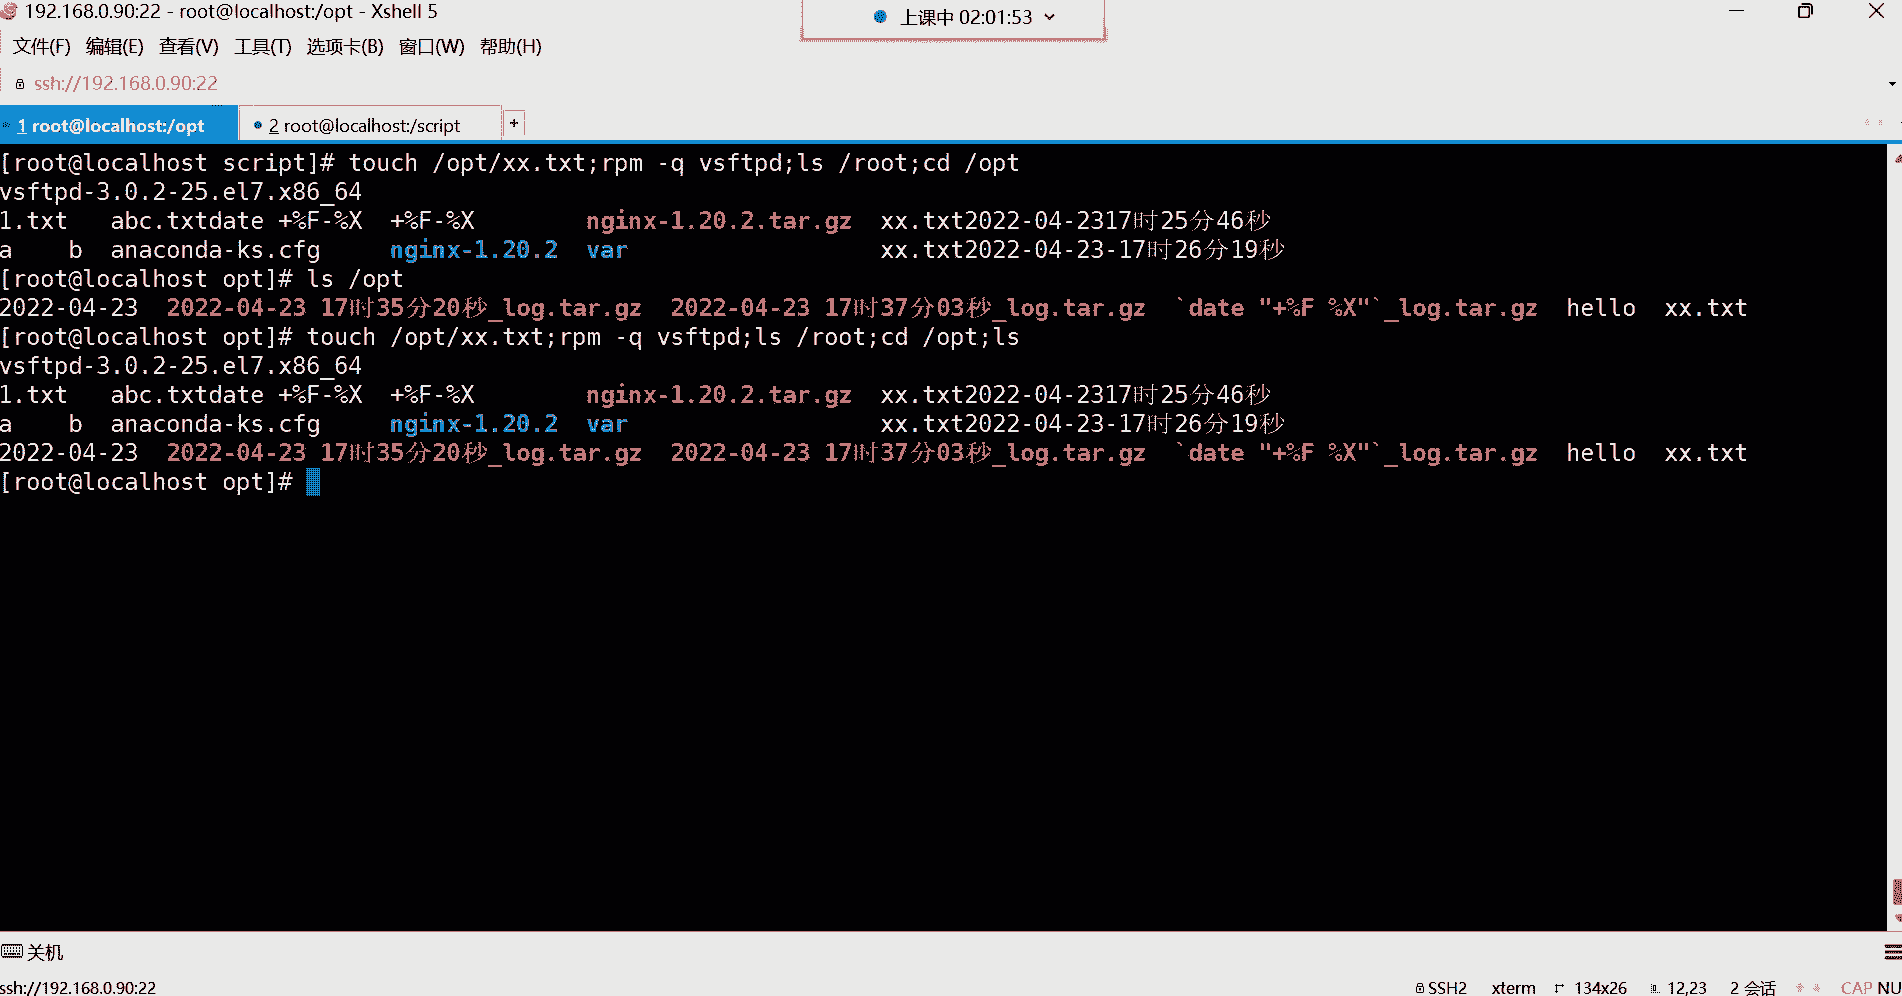 192.168.0.90:22 - root@localhost:/opt - Xshell 5
上课中 02:01:53
文件(F) 编辑(E) 查看(V) 工具(T) 选项卡(B) 窗口(W) 帮助(H)
ssh://192.168.0.90:22
1 root@localhost:/opt
2 root@localhost:/script
+
[root@localhost script]# touch /opt/xx.txt;rpm -q vsftpd;ls /root;cd /opt
vsftpd-3.0.2-25.el7.x86_64
1.txt   abc.txtdate +%F-%X  +%F-%X        nginx-1.20.2.tar.gz  xx.txt2022-04-2317时25分46秒
a    b  anaconda-ks.cfg     nginx-1.20.2  var                  xx.txt2022-04-23-17时26分19秒
[root@localhost opt]# ls /opt
2022-04-23  2022-04-23 17时35分20秒_log.tar.gz  2022-04-23 17时37分03秒_log.tar.gz  `date "+%F %X"`_log.tar.gz  hello  xx.txt
[root@localhost opt]# touch /opt/xx.txt;rpm -q vsftpd;ls /root;cd /opt;ls
vsftpd-3.0.2-25.el7.x86_64
1.txt   abc.txtdate +%F-%X  +%F-%X        nginx-1.20.2.tar.gz  xx.txt2022-04-2317时25分46秒
a    b  anaconda-ks.cfg     nginx-1.20.2  var                  xx.txt2022-04-23-17时26分19秒
2022-04-23  2022-04-23 17时35分20秒_log.tar.gz  2022-04-23 17时37分03秒_log.tar.gz  `date "+%F %X"`_log.tar.gz  hello  xx.txt
[root@localhost opt]#
关机
ssh://192.168.0.90:22
SSH2 xterm 134x26 12,23 2 会话 CAP NU